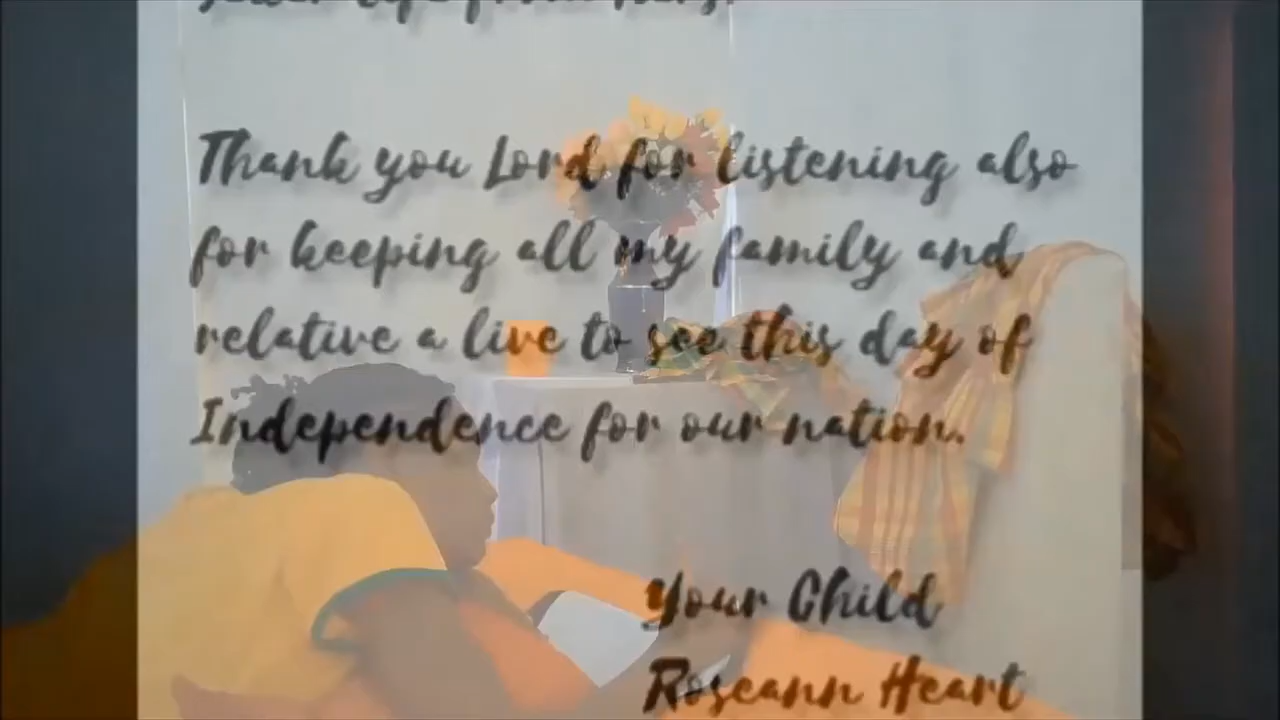 Thank you Lord for listening also
for keeping all my family and
relative a live to see this day of
Independence for our nation.
Your Child
Roseann Heart